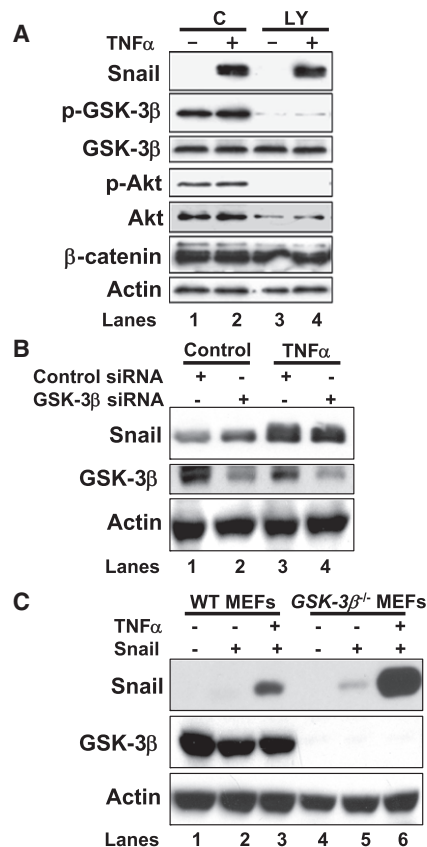 A
C LY
TNFα − + − +
Snail
p-GSK-3β
GSK-3β
p-Akt
Akt
β-catenin
Actin
Lanes 1 2 3 4
B
Control TNFα
Control siRNA + - + -
GSK-3β siRNA - + - +
Snail
GSK-3β
Actin
Lanes 1 2 3 4
C
WT MEFs GSK-3β-/- MEFs
TNFα - - + - - +
Snail - + + - + +
Snail
GSK-3β
Actin
Lanes 1 2 3 4 5 6